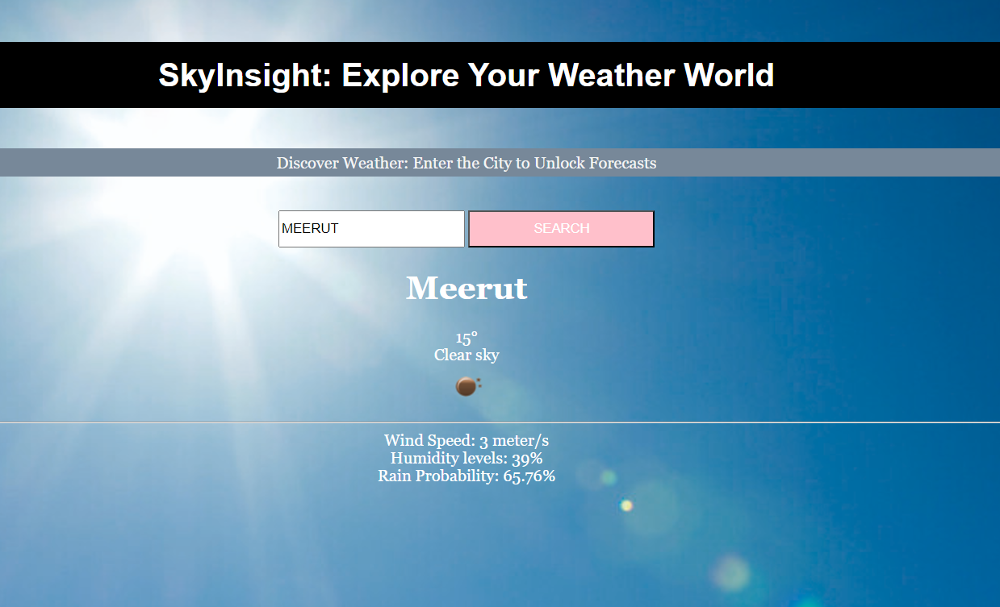 SkyInsight: Explore Your Weather World
Discover Weather: Enter the City to Unlock Forecasts
MEERUT SEARCH
Meerut
15°
Clear sky
Wind Speed: 3 meter/s
Humidity levels: 39%
Rain Probability: 65.76%